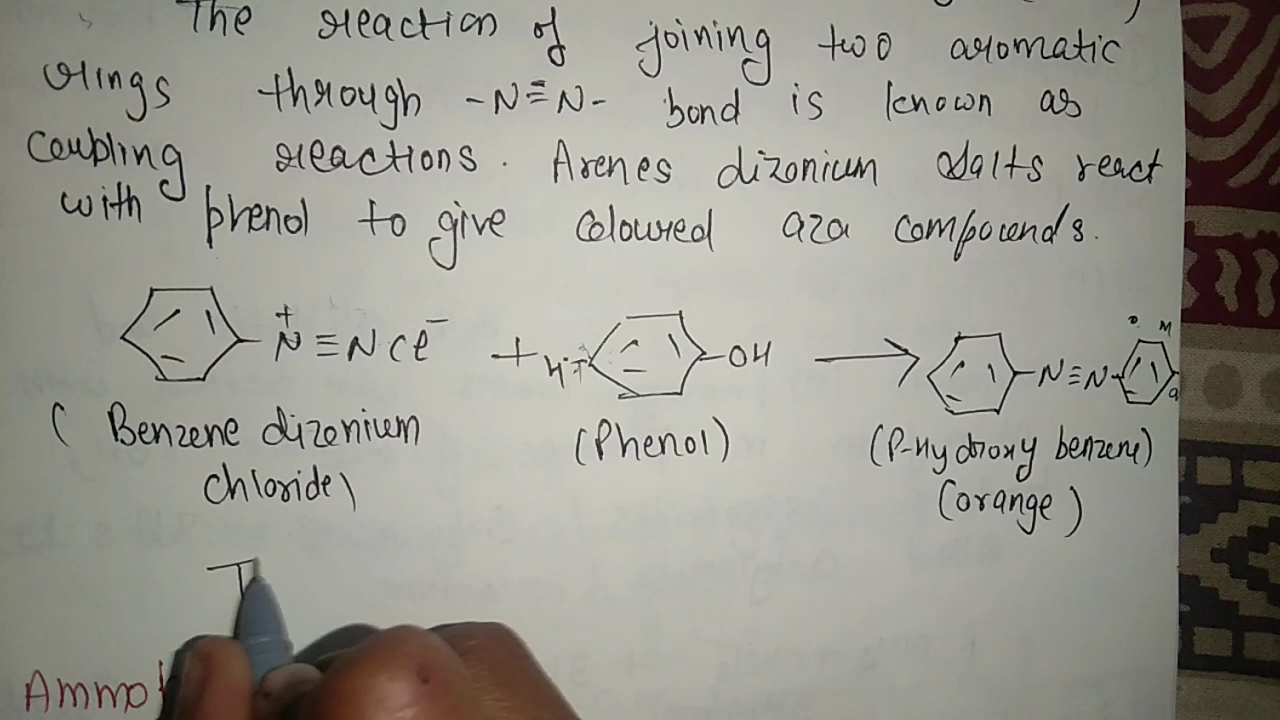 The reaction of joining two aromatic
rings through -N≡N- bond is known as
Coupling reactions. Arenes dizonium salts react
with phenol to give coloured aza compounds.
N⁺ ≡ N Cl⁻ + H -OH → -N≡N-
( Benzene dizonium
chloride)
(Phenol)
(P-Hydroxy benzene)
(orange)
T
Ammo